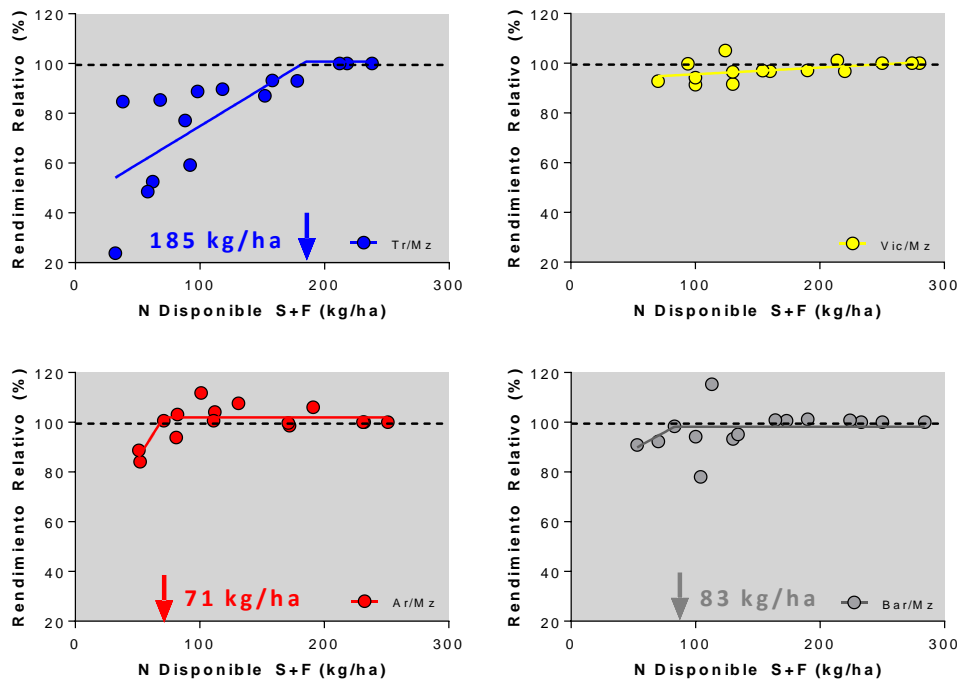 Rendimiento Relativo (%)
120
100
80
60
40
20
185 kg/ha
Tr/Mz
0
100
200
300
N Disponible S+F (kg/ha)
Rendimiento Relativo (%)
120
100
80
60
40
20
Vic/Mz
0
100
200
300
N Disponible S+F (kg/ha)
Rendimiento Relativo (%)
120
100
80
60
40
20
71 kg/ha
Ar/Mz
0
100
200
300
N Disponible S+F (kg/ha)
Rendimiento Relativo (%)
120
100
80
60
40
20
83 kg/ha
Bar/Mz
0
100
200
300
N Disponible S+F (kg/ha)